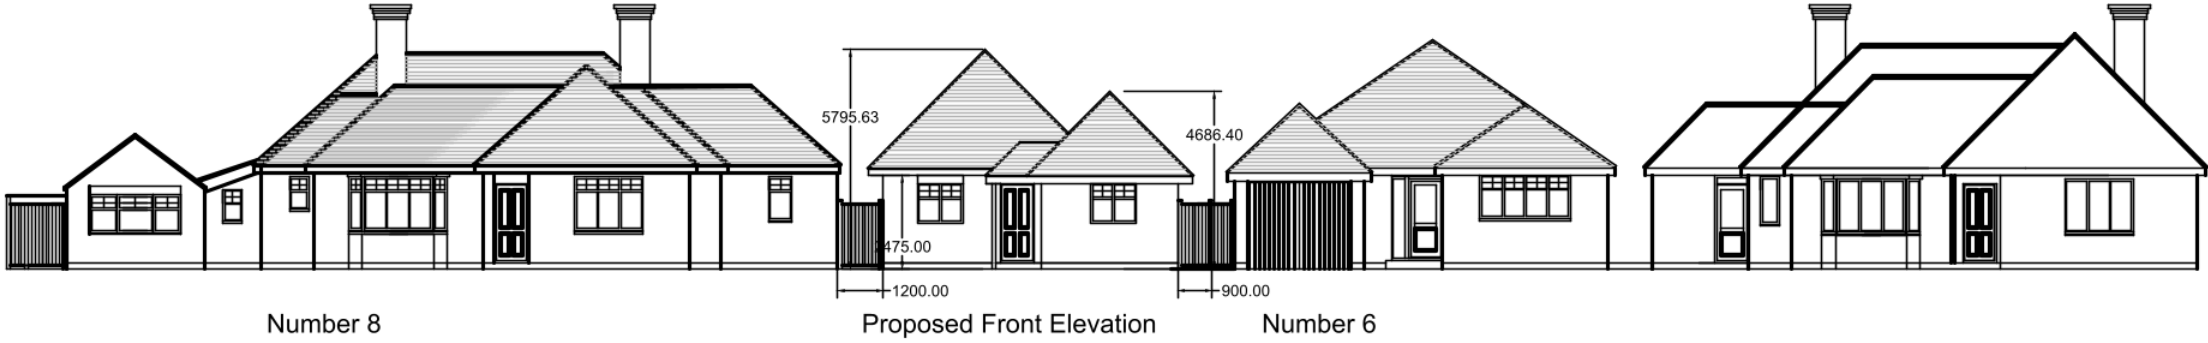 5795.63
4686.40
2475.00
1200.00
900.00
Number 8
Proposed Front Elevation
Number 6